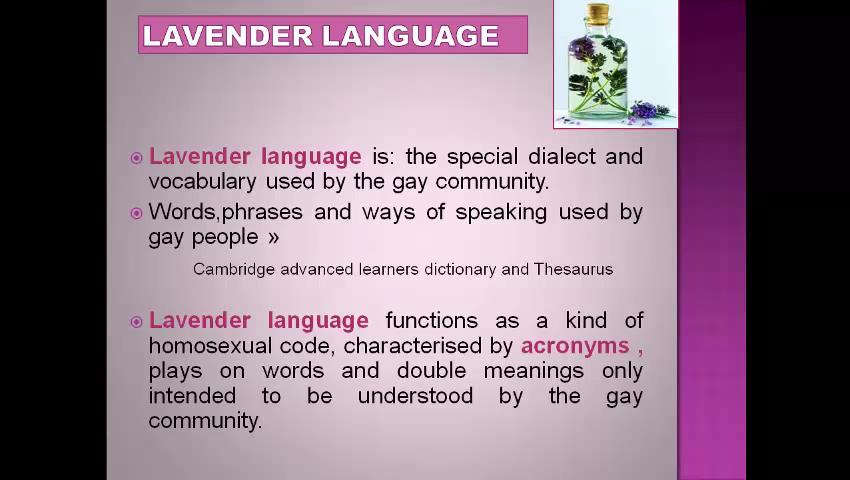 LAVENDER LANGUAGE
Lavender language is: the special dialect and
vocabulary used by the gay community.
Words,phrases and ways of speaking used by
gay people »
Cambridge advanced learners dictionary and Thesaurus
Lavender language functions as a kind of
homosexual code, characterised by acronyms ,
plays on words and double meanings only
intended to be understood by the gay
community.